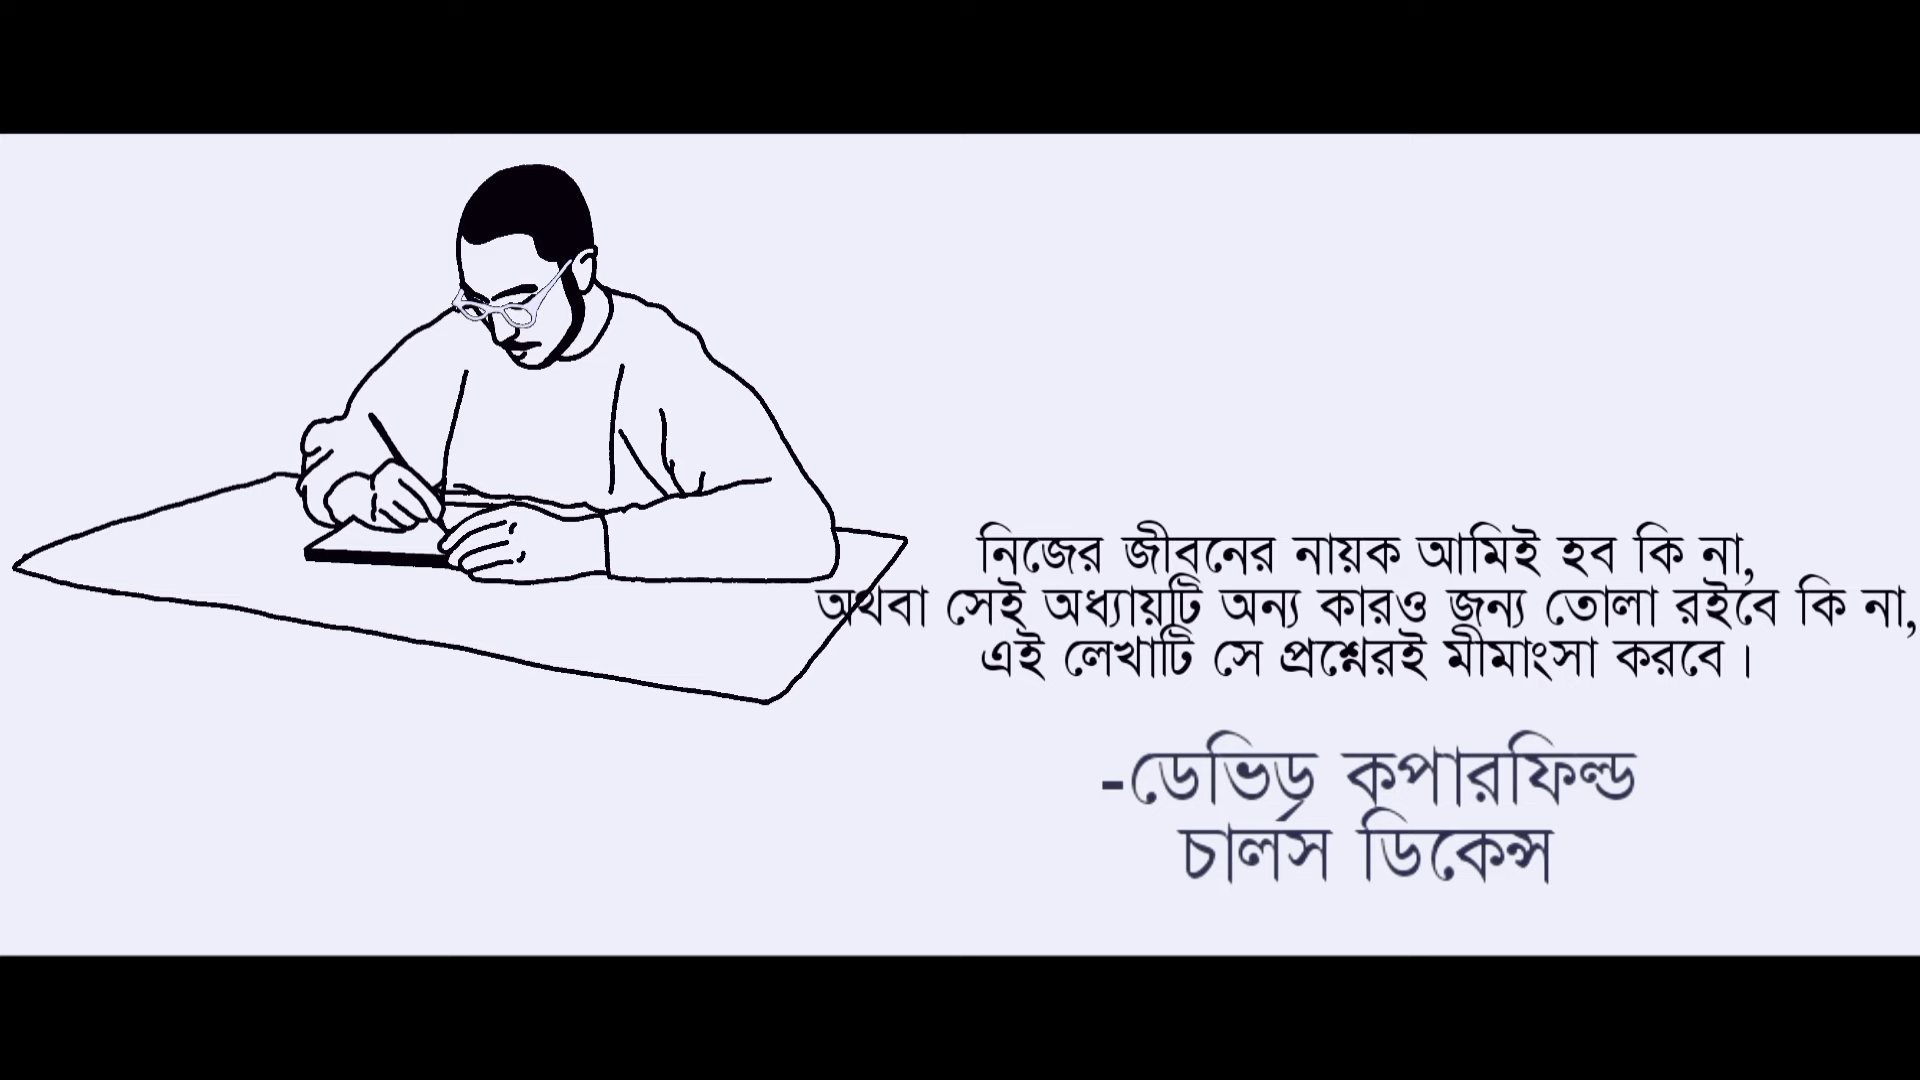 নিজের জীবনের নায়ক আমিই হব কি না,
অথবা সেই অধ্যায়টি অন্য কারও জন্য তোলা রইবে কি না,
এই লেখাটি সে প্রশ্নেরই মীমাংসা করবে।
-ডেভিড কপারফিল্ড
চার্লস ডিকেন্স